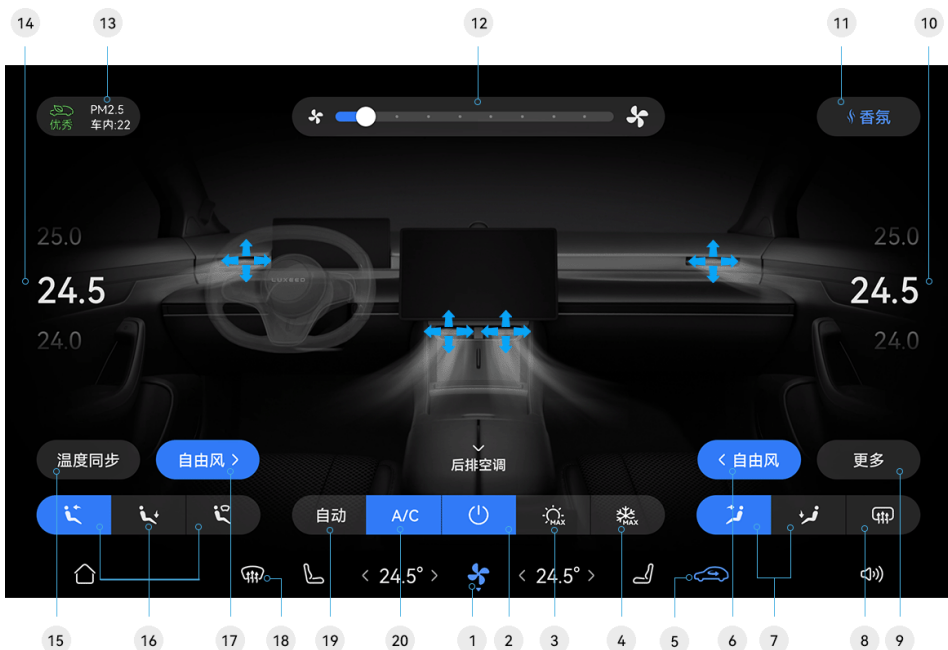 14
13
12
11
10
PM2.5
优秀
车内:22
香氛
25.0
25.0
LUXEED
24.5
24.5
24.0
24.0
温度同步
自由风 >
后排空调
< 自由风
更多
自动
A/C
MAX
MAX
< 24.5° >
< 24.5° >
15
16
17
18
19
20
1
2
3
4
5
6
7
8
9